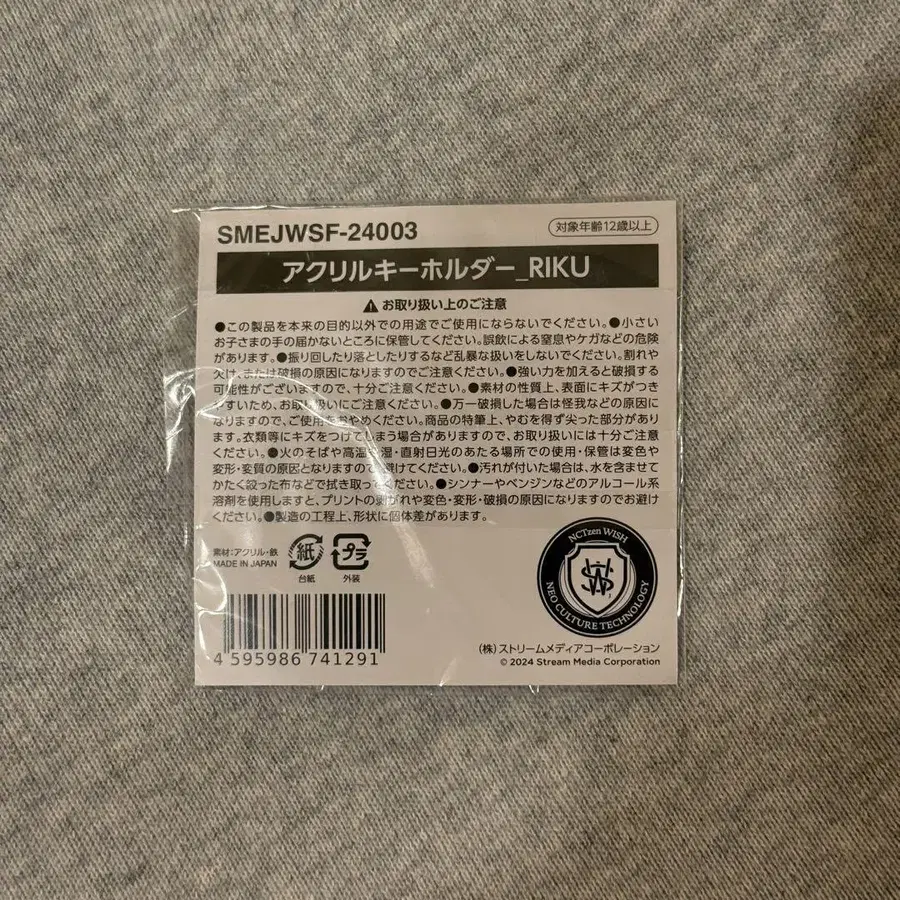 SMEJWSF-24003
対象年齢12歳以上
アクリルキーホルダー_RIKU
お取り扱い上のご注意
●この製品を本来の目的以外での用途でご使用にならないでください。●小さい
お子さまの手の届かないところに保管してください。誤飲による窒息やケガなどの危険
があります。●振り回したり落としたりするなど乱暴な扱いをしないでください。割れや
欠け、または破損の原因になりますのでご注意ください。●強い力を加えると破損する
可能性がございますので、十分ご注意ください。●素材の性質上、表面にキズがつき
やすいため、お取り扱いにご注意ください。●万一破損した場合は怪我などの原因に
なりますので、ご使用をおやめください。商品の特筆上、やむを得ず尖った部分があり
ます。衣類等にキズをつけてしまう場合がありますので、お取り扱いには十分ご注意
ください。●火のそばや高温多湿・直射日光のあたる場所での使用・保管は変色や
変形・変質の原因となりますので避けてください。●汚れが付いた場合は、水を含ませて
かたく絞った布などで拭き取ってください。●シンナーやベンジンなどのアルコール系
溶剤を使用しますと、プリントの剥がれや変色・変形・破損の原因になりますのでお避け
ください。●製造の工程上、形状に個体差があります。
素材:アクリル・鉄
MADE IN JAPAN
紙
台紙
プラ
外装
NCTzen WISH
NEO CULTURE TECHNOLOGY
4 595986 741291
(株)ストリームメディアコーポレーション
© 2024 Stream Media Corporation